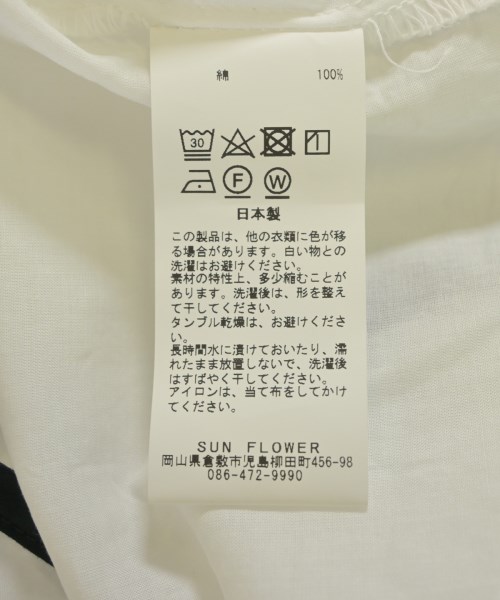 綿 100%
30
F W
日本製
この製品は、他の衣類に色が移
る場合があります。白い物との
洗濯はお避けください。
素材の特性上、多少縮むことが
あります。洗濯後は、形を整え
て干してください。
タンブル乾燥は、お避けくださ
い。
長時間水に漬けておいたり、濡
れたまま放置しないで、洗濯後
はすばやく干してください。
アイロンは、当て布をしてかけ
てください。
SUN FLOWER
岡山県倉敷市児島柳田町456-98
086-472-9990